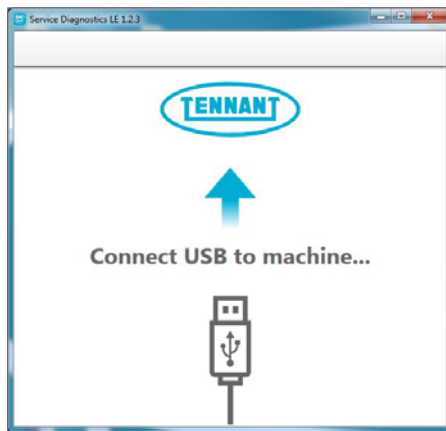 Service Diagnostics LE 1.2.3
TENNANT
Connect USB to machine...